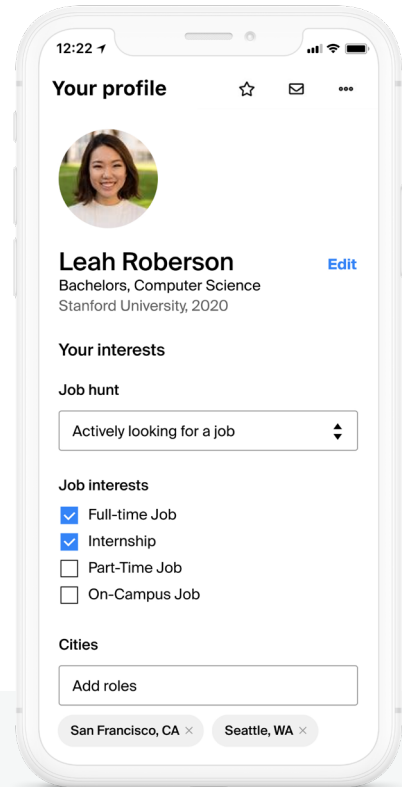 12:22
Your profile
Leah Roberson
Edit
Bachelors, Computer Science
Stanford University, 2020
Your interests
Job hunt
Actively looking for a job
Job interests
Full-time Job
Internship
Part-Time Job
On-Campus Job
Cities
Add roles
San Francisco, CA × Seattle, WA ×